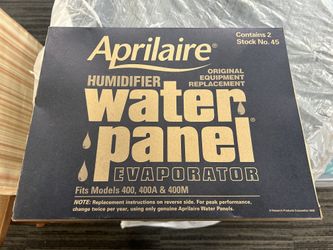 Aprilaire®
Contains 2
Stock No. 45
HUMIDIFIER
ORIGINAL
EQUIPMENT
REPLACEMENT
water
panel®
EVAPORATOR
Fits Models 400, 400A & 400M
NOTE: Replacement instructions on reverse side. For peak performance,
change twice per year, using only genuine Aprilaire Water Panels.